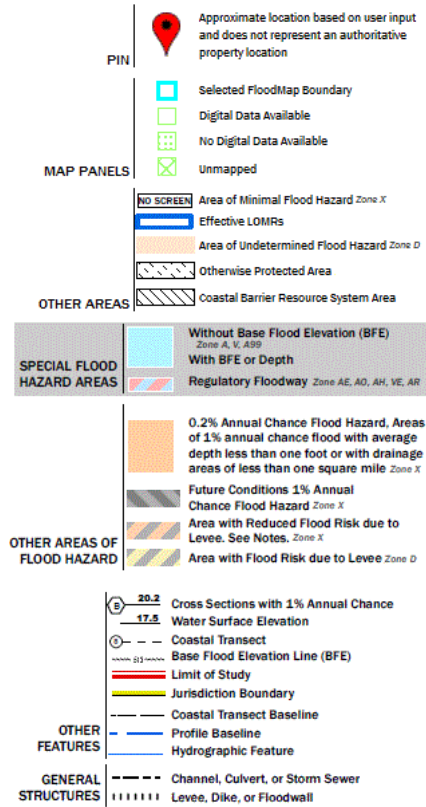 Approximate location based on user input
and does not represent an authoritative
property location
PIN
Selected FloodMap Boundary
Digital Data Available
No Digital Data Available
Unmapped
MAP PANELS
NO SCREEN Area of Minimal Flood Hazard Zone X
Effective LOMRs
Area of Undetermined Flood Hazard Zone D
Otherwise Protected Area
Coastal Barrier Resource System Area
OTHER AREAS
Without Base Flood Elevation (BFE)
Zone A, V, A99
With BFE or Depth
Regulatory Floodway Zone AE, AO, AH, VE, AR
SPECIAL FLOOD
HAZARD AREAS
0.2% Annual Chance Flood Hazard, Areas
of 1% annual chance flood with average
depth less than one foot or with drainage
areas of less than one square mile Zone X
Future Conditions 1% Annual
Chance Flood Hazard Zone X
Area with Reduced Flood Risk due to
Levee. See Notes. Zone X
Area with Flood Risk due to Levee Zone D
OTHER AREAS OF
FLOOD HAZARD
B 20.2 Cross Sections with 1% Annual Chance
17.5 Water Surface Elevation
8 Coastal Transect
513 Base Flood Elevation Line (BFE)
Limit of Study
Jurisdiction Boundary
Coastal Transect Baseline
Profile Baseline
Hydrographic Feature
OTHER
FEATURES
Channel, Culvert, or Storm Sewer
Levee, Dike, or Floodwall
GENERAL
STRUCTURES